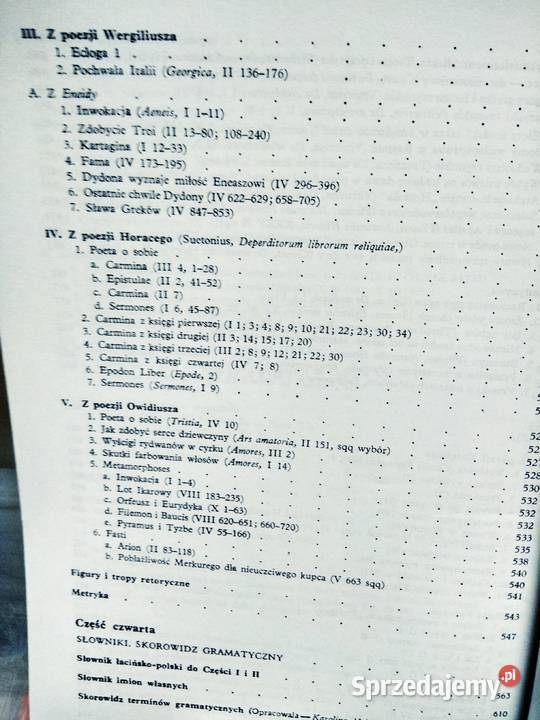 III. Z poezji Wergiliusza
1. Ecloga 1
2. Pochwała Italii (Georgica, II 136-176)
A. Z Eneidy
1. Inwokacja (Aeneis, I 1-11)
2. Zdobycie Troi (II 13-80; 108-240)
3. Kartagina (I 12-33)
4. Fama (IV 173-195)
5. Dydona wyznaje miłość Eneaszowi (IV 296-396)
6. Ostatnie chwile Dydony (IV 622-629; 658-705)
7. Sława Greków (IV 847-853)
IV. Z poezji Horacego (Suetonius, Deperditorum librorum reliquiae,)
1. Poeta o sobie
a. Carmina (III 4, 1-28)
b. Epistulae (II 2, 41-52)
c. Carmina (II 7)
d. Sermones (I 6, 45-87)
2. Carmina z księgi pierwszej (I 1; 3; 4; 8; 9; 10; 21; 22; 23; 30; 34)
3. Carmina z księgi drugiej (II 3; 14; 15; 17; 20)
4. Carmina z księgi trzeciej (III 2; 8; 9; 12; 21; 22; 30)
5. Carmina z księgi czwartej (IV 7; 8)
6. Epodon Liber (Epode, 2)
7. Sermones (Sermones, I 9)
V. Z poezji Owidiusza
1. Poeta o sobie (Tristia, IV 10)
2. Jak zdobyć serce dziewczyny (Ars amatoria, II 151, sqq wybór)
3. Wyścigi rydwanów w cyrku (Amores, III 2)
4. Skutki farbowania włosów (Amores, I 14) 527
5. Metamorphoses 528
a. Inwokacja (I 1-4) 530
b. Lot Ikarowy (VIII 183-235) 532
c. Orfeusz i Eurydyka (X 1-63) 532
d. Filemon i Baucis (VIII 620-651; 660-720) 532
e. Pyramus i Tyzbe (IV 55-166) 533
6. Fasti 535
a. Arion (II 83-118) 538
b. Pobłażliwość Merkurego dla nieuczciwego kupca (V 663 sqq) 540
Figury i tropy retoryczne 540
541
Metryka 543
Część czwarta 547
SŁOWNIKI. SKOROWIDZ GRAMATYCZNY
Słownik łacińsko-polski do Części I i II
Słownik imion własnych 563
Skorowidz terminów gramatycznych (Opracowała — 610
Sprzedajemy.pl